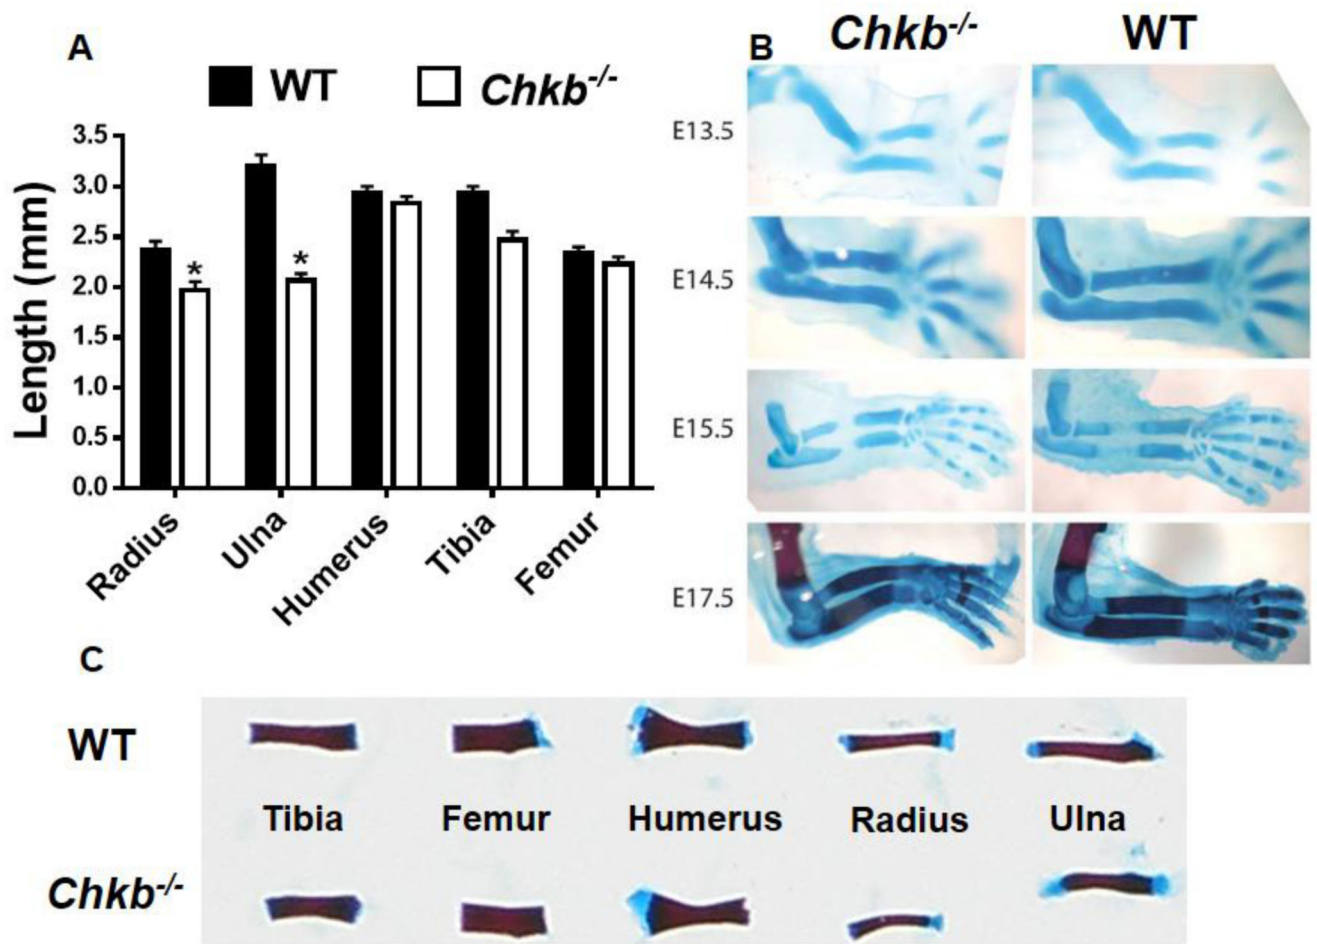 A
WT
Chkb-/-
Length (mm)
3.5
3.0
2.5
2.0
1.5
1.0
0.5
0.0
*
*
Radius
Ulna
Humerus
Tibia
Femur
B
Chkb-/-
WT
E13.5
E14.5
E15.5
E17.5
C
WT
Tibia
Femur
Humerus
Radius
Ulna
Chkb-/-